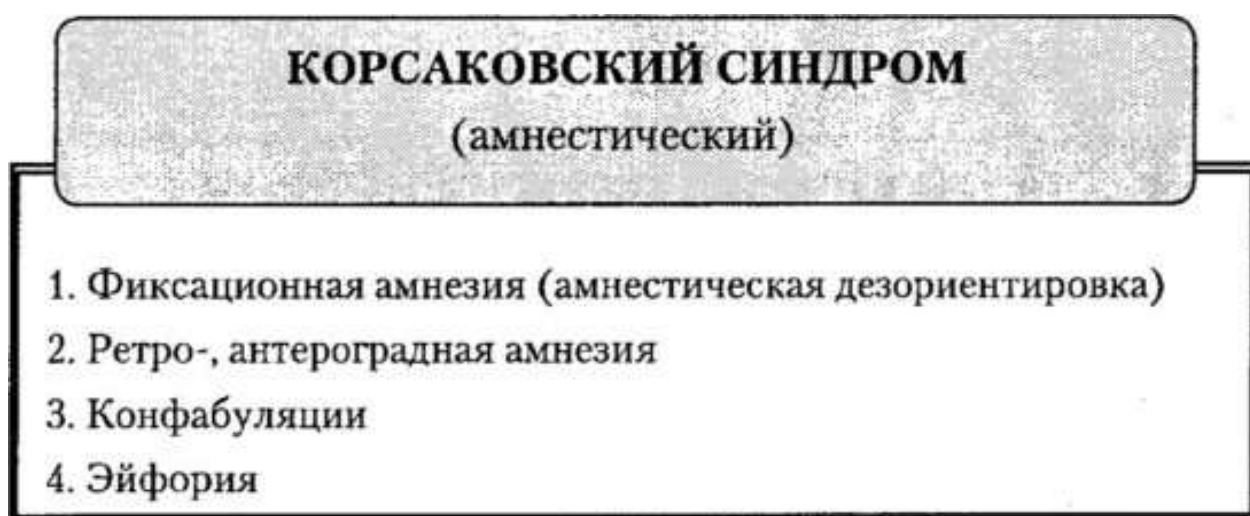 КОРСАКОВСКИЙ СИНДРОМ
(амнестический)
1. Фиксационная амнезия (амнестическая дезориентировка)
2. Ретро-, антероградная амнезия
3. Конфабуляции
4. Эйфория